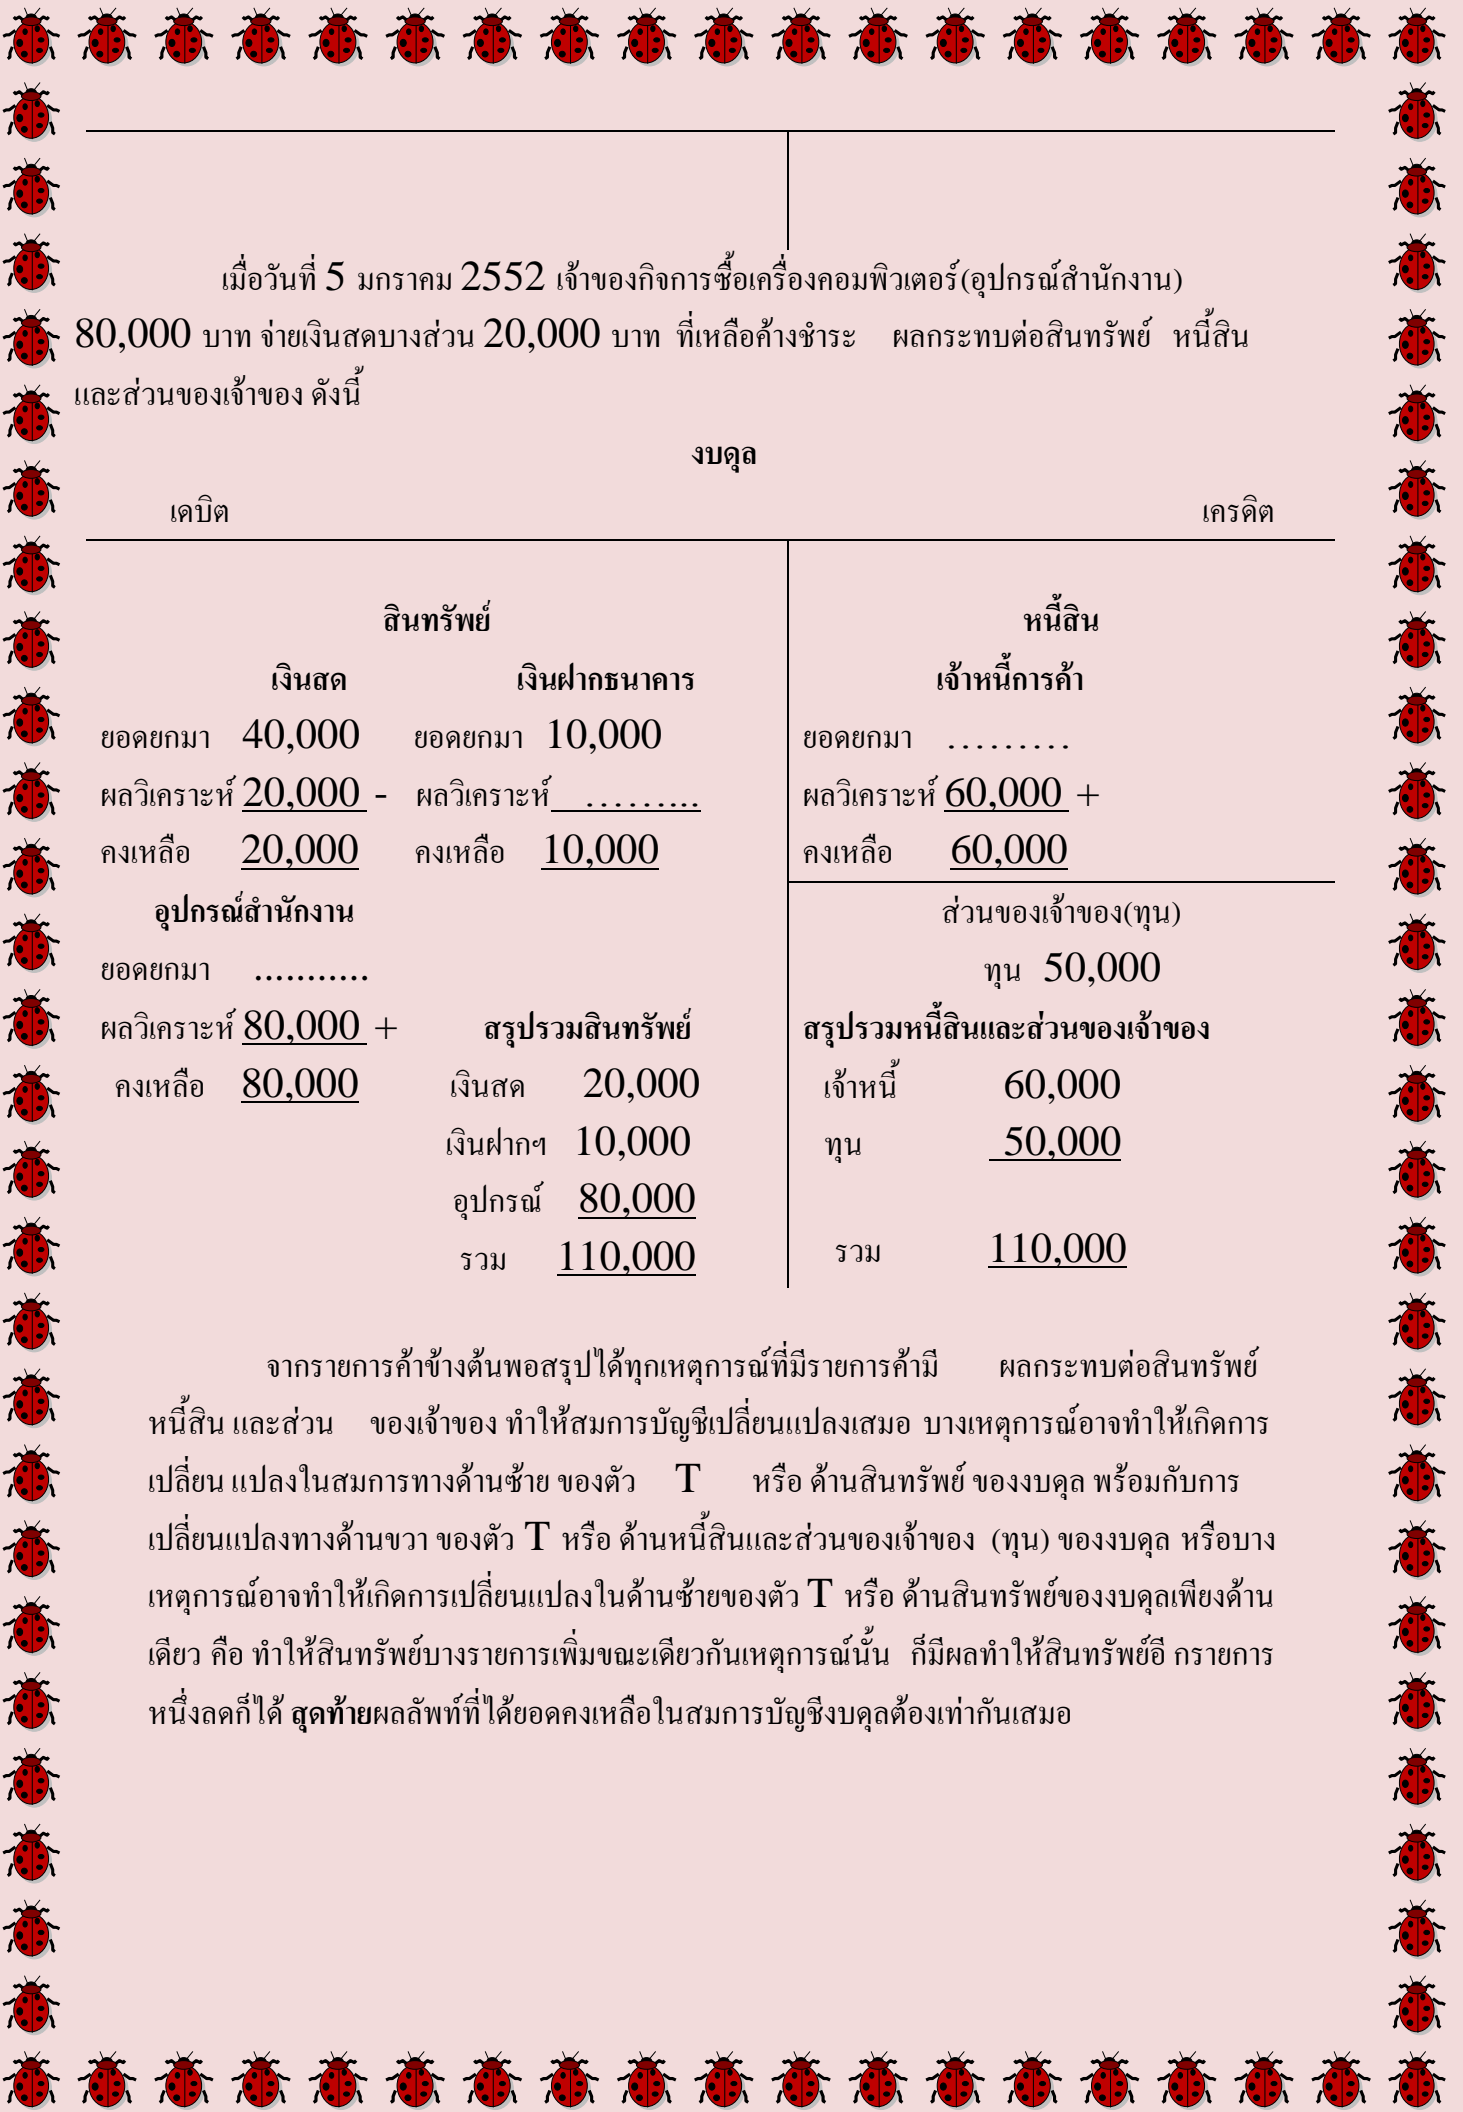 เมื่อวันที่ 5 มกราคม 2552 เจ้าของกิจการซื้อเครื่องคอมพิวเตอร์(อุปกรณ์สำนักงาน)
80,000 บาท จ่ายเงินสดบางส่วน 20,000 บาท ที่เหลือค้างชำระ ผลกระทบต่อสินทรัพย์ หนี้สิน
และส่วนของเจ้าของ ดังนี้
งบดุล
เดบิต เครดิต
สินทรัพย์ หนี้สิน
เงินสด เงินฝากธนาคาร เจ้าหนี้การค้า
ยอดยกมา 40,000 ยอดยกมา 10,000 ยอดยกมา .........
ผลวิเคราะห์ 20,000 - ผลวิเคราะห์ ......... ผลวิเคราะห์ 60,000 +
คงเหลือ 20,000 คงเหลือ 10,000 คงเหลือ 60,000
อุปกรณ์สำนักงาน ส่วนของเจ้าของ(ทุน)
ยอดยกมา ........... ทุน 50,000
ผลวิเคราะห์ 80,000 + สรุปรวมสินทรัพย์ สรุปรวมหนี้สินและส่วนของเจ้าของ
คงเหลือ 80,000 เงินสด 20,000 เจ้าหนี้ 60,000
เงินฝากฯ 10,000 ทุน 50,000
อุปกรณ์ 80,000
รวม 110,000 รวม 110,000
จากรายการค้าข้างต้นพอสรุปได้ทุกเหตุการณ์ที่มีรายการค้ามี ผลกระทบต่อสินทรัพย์
หนี้สิน และส่วน ของเจ้าของ ทำให้สมการบัญชีเปลี่ยนแปลงเสมอ บางเหตุการณ์อาจทำให้เกิดการ
เปลี่ยน แปลงในสมการทางด้านซ้าย ของตัว T หรือ ด้านสินทรัพย์ ของงบดุล พร้อมกับการ
เปลี่ยนแปลงทางด้านขวา ของตัว T หรือ ด้านหนี้สินและส่วนของเจ้าของ (ทุน) ของงบดุล หรือบาง
เหตุการณ์อาจทำให้เกิดการเปลี่ยนแปลงในด้านซ้ายของตัว T หรือ ด้านสินทรัพย์ของงบดุลเพียงด้าน
เดียว คือ ทำให้สินทรัพย์บางรายการเพิ่มขณะเดียวกันเหตุการณ์นั้น ก็มีผลทำให้สินทรัพย์อี กรายการ
หนึ่งลดก็ได้ สุดท้ายผลลัพท์ที่ได้ยอดคงเหลือในสมการบัญชีงบดุลต้องเท่ากันเสมอ